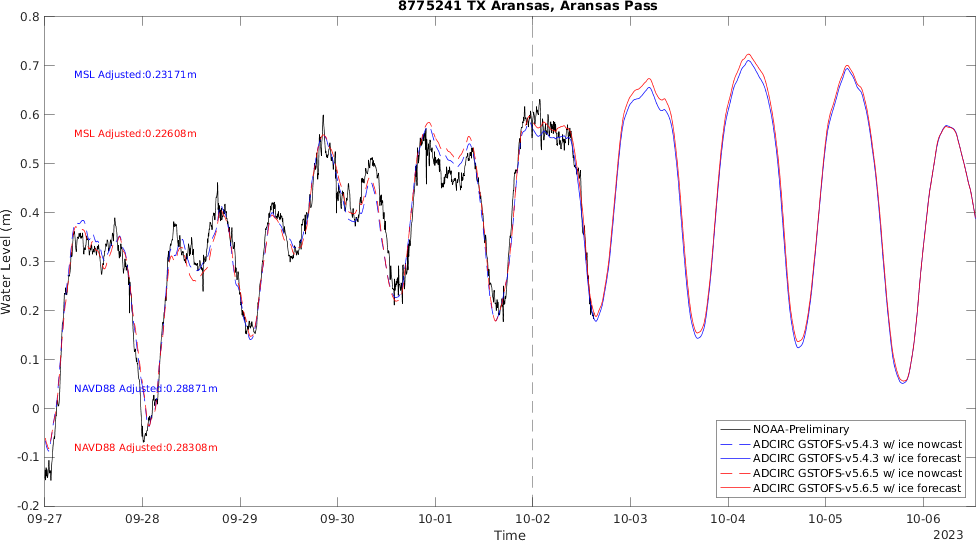 8775241 TX Aransas, Aransas Pass
0.8
0.7
0.6
0.5
0.4
0.3
0.2
0.1
0
-0.1
-0.2
Water Level (m)
MSL Adjusted:0.23171m
MSL Adjusted:0.22608m
NAVD88 Adjusted:0.28871m
NAVD88 Adjusted:0.28308m
NOAA-Preliminary
ADCIRC GSTOFS-v5.4.3 w/ ice nowcast
ADCIRC GSTOFS-v5.4.3 w/ ice forecast
ADCIRC GSTOFS-v5.6.5 w/ ice nowcast
ADCIRC GSTOFS-v5.6.5 w/ ice forecast
09-27 09-28 09-29 09-30 10-01 10-02 10-03 10-04 10-05 10-06
Time
2023